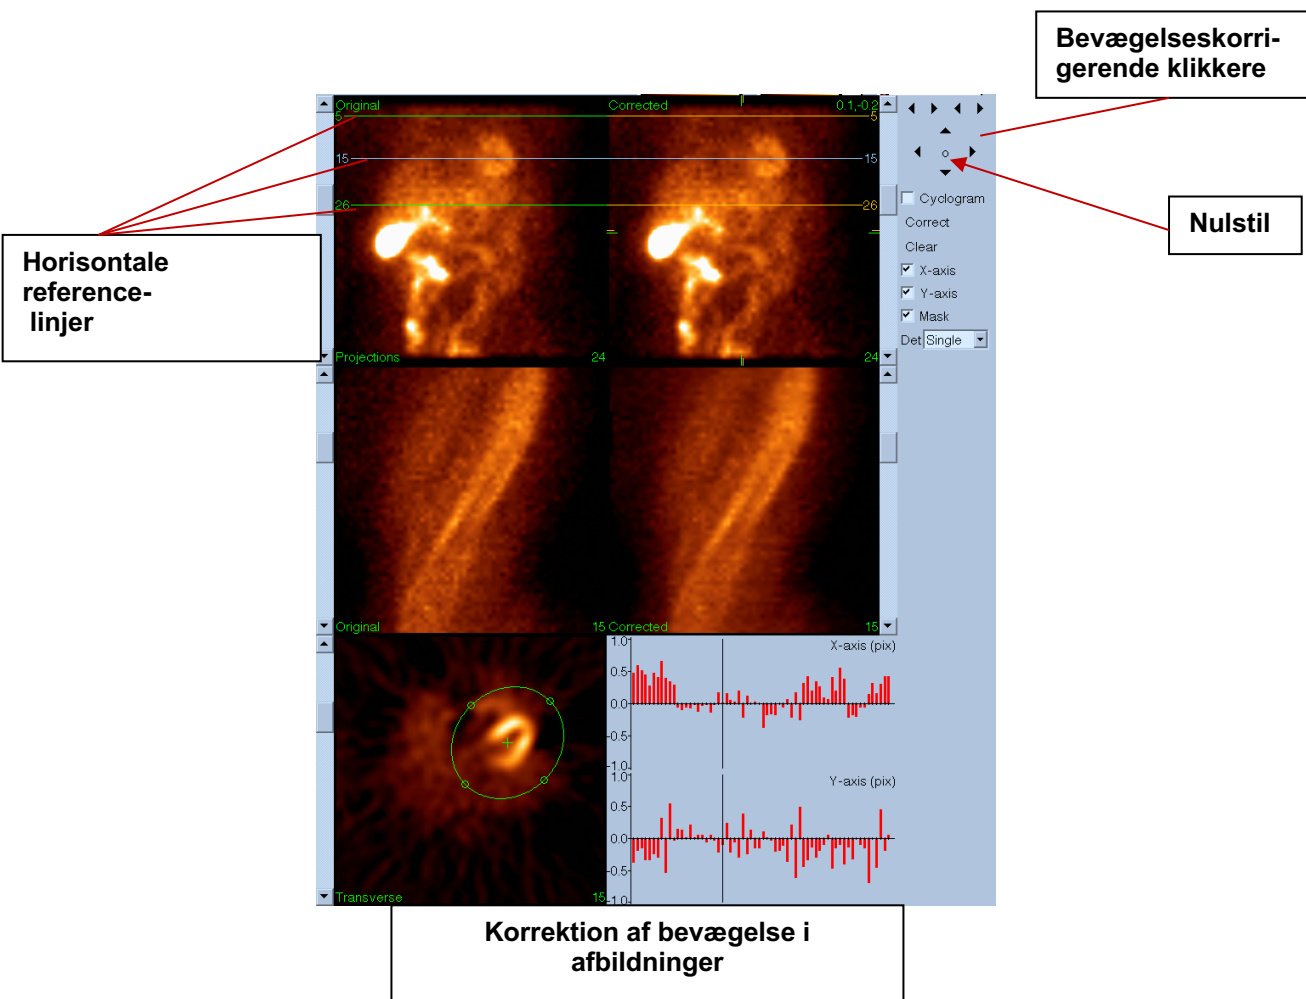 Bevægelseskorri-
gerende klikkere
Original
Corrected
0.1,-0.2
5
5
15
15
26
26
Projections
24
24
Cyclogram
Correct
Clear
X-axis
Y-axis
Mask
Det Single
Nulstil
Horisontale
reference-
linjer
Original
15
Corrected
15
Transverse
15
X-axis (pix)
1.0
0.5
0.0
-0.5
-1.0
Y-axis (pix)
1.0
0.5
0.0
-0.5
-1.0
Korrektion af bevægelse i
afbildninger